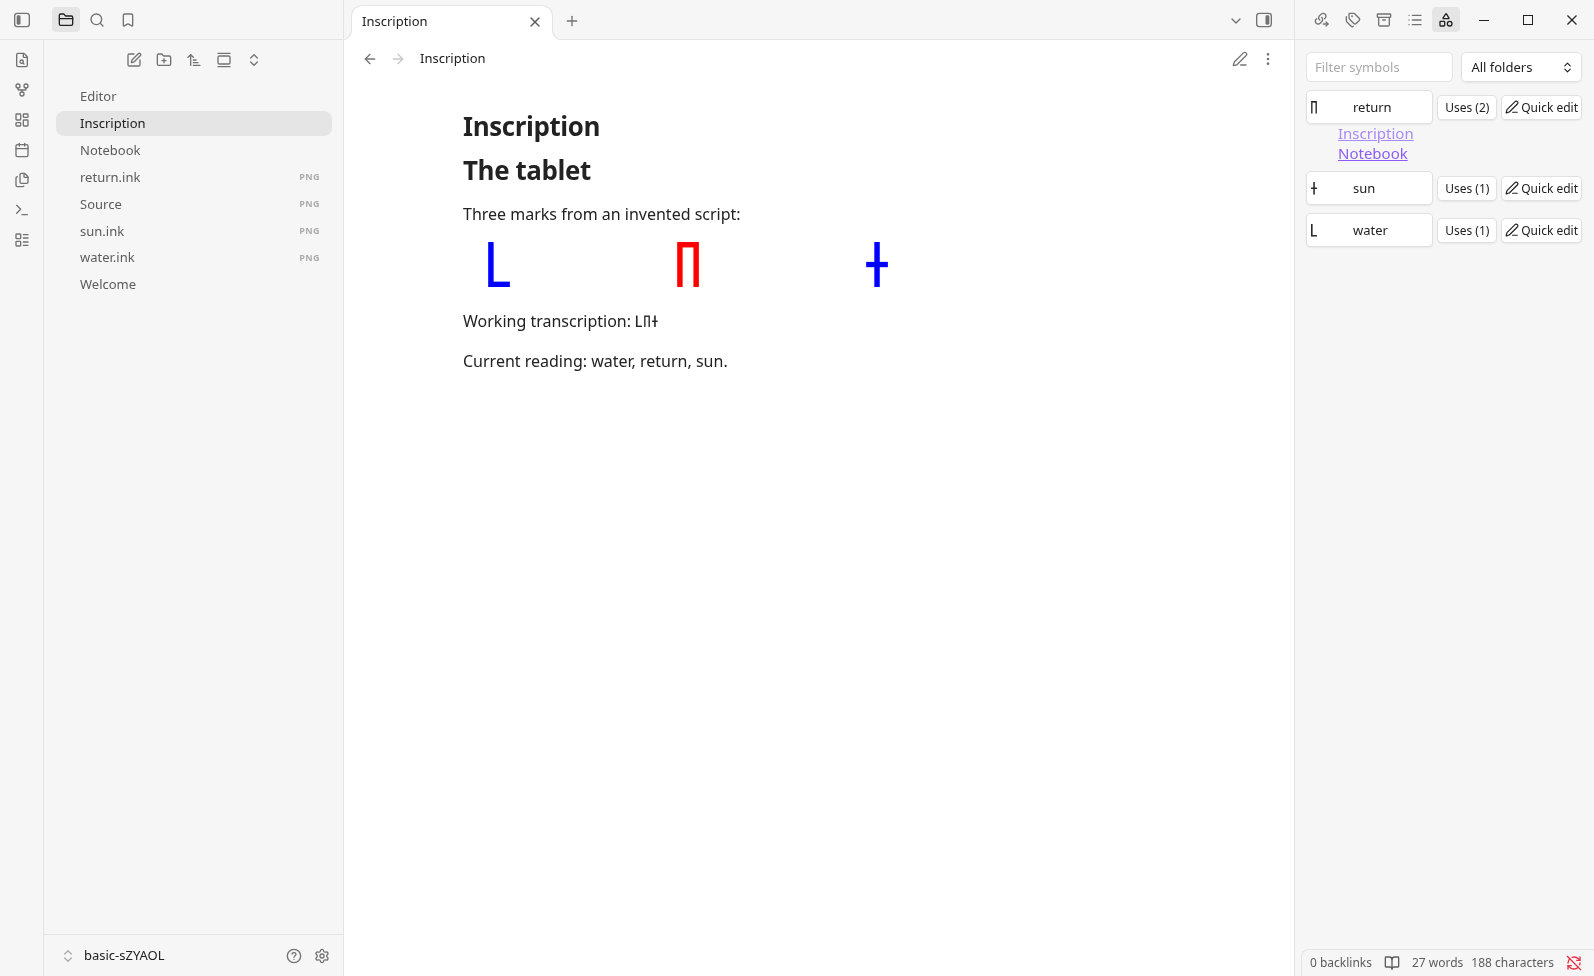 Inscription
Editor
Inscription
Notebook
return.ink PNG
Source PNG
sun.ink PNG
water.ink PNG
Welcome
basic-sZYAOL
Inscription
Inscription
The tablet
Three marks from an invented script:
Working transcription:
Current reading: water, return, sun.
Filter symbols All folders
return Uses (2) Quick edit
Inscription
Notebook
sun Uses (1) Quick edit
water Uses (1) Quick edit
0 backlinks 27 words 188 characters